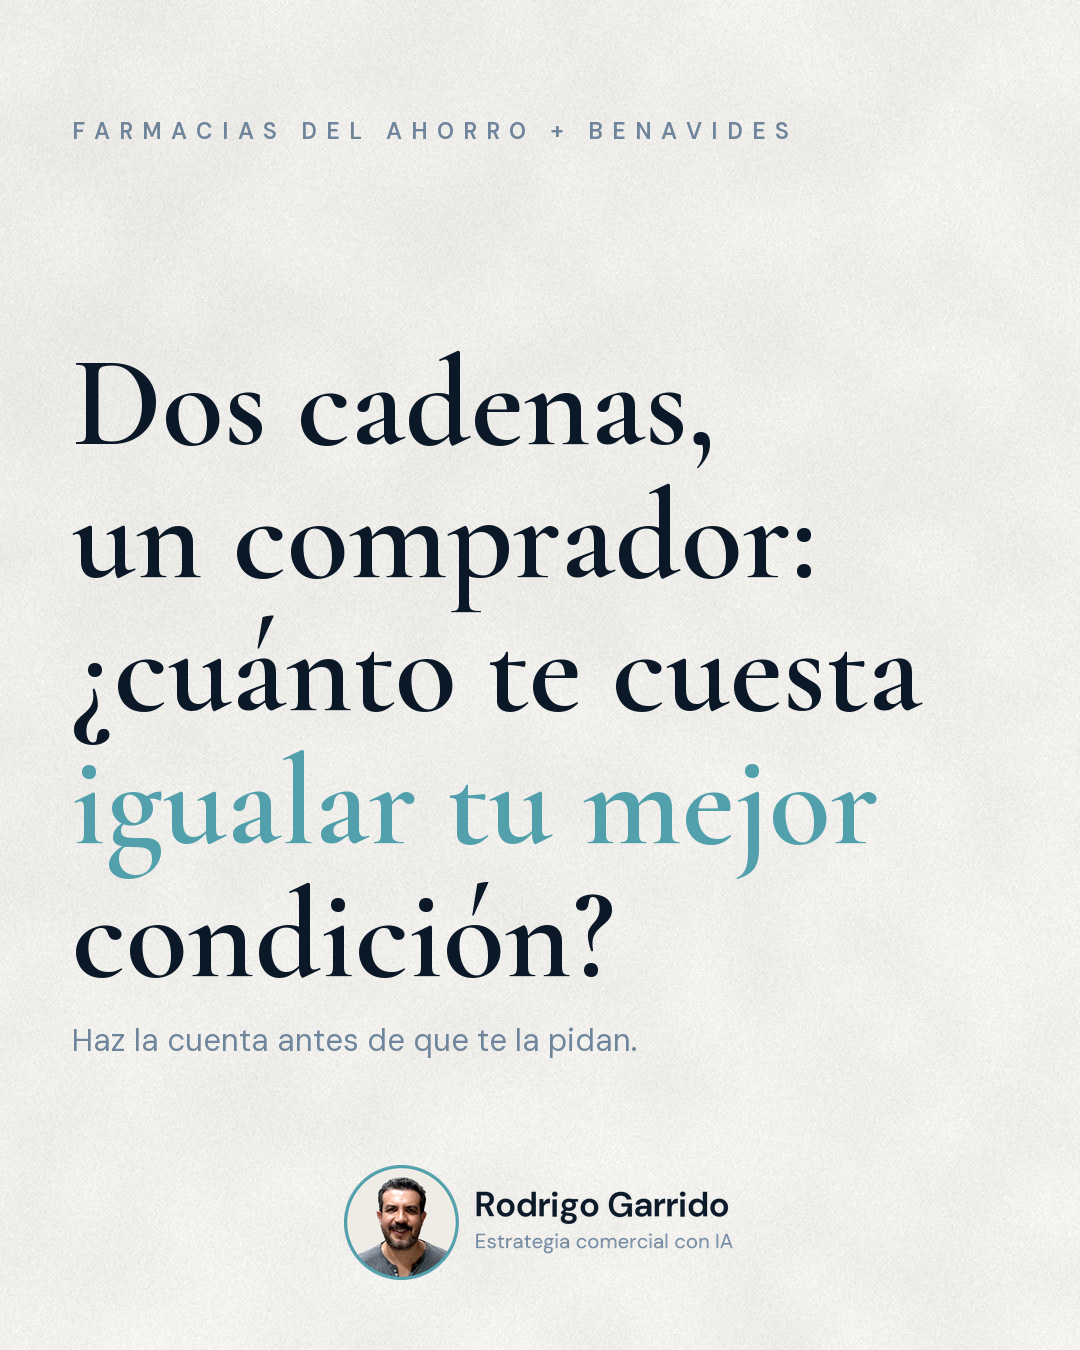 FARMACIAS DEL AHORRO + BENAVIDES
Dos cadenas,
un comprador:
¿cuánto te cuesta
igualar tu mejor
condición?
Haz la cuenta antes de que te la pidan.
Rodrigo Garrido
Estrategia comercial con IA